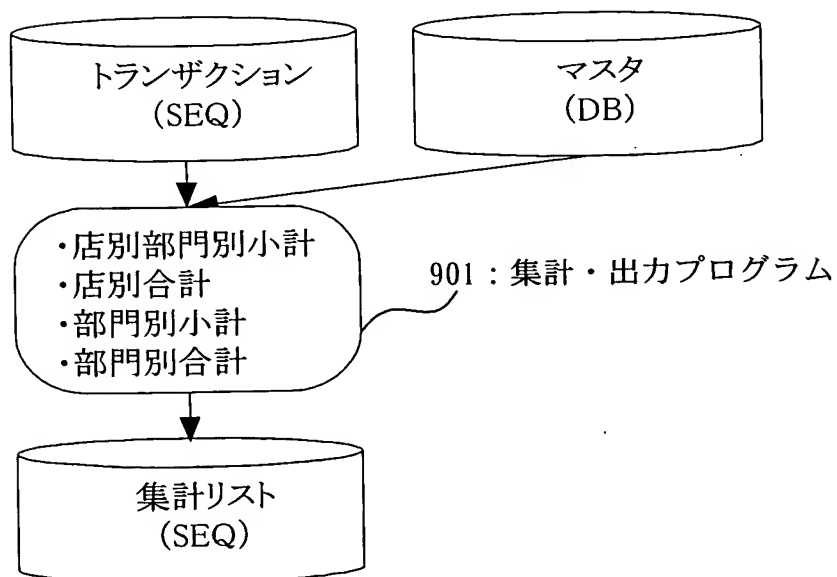 トランザクション
(SEQ)
マスタ
(DB)
・店別部門別小計
・店別合計
・部門別小計
・部門別合計
901：集計・出力プログラム
集計リスト
(SEQ)